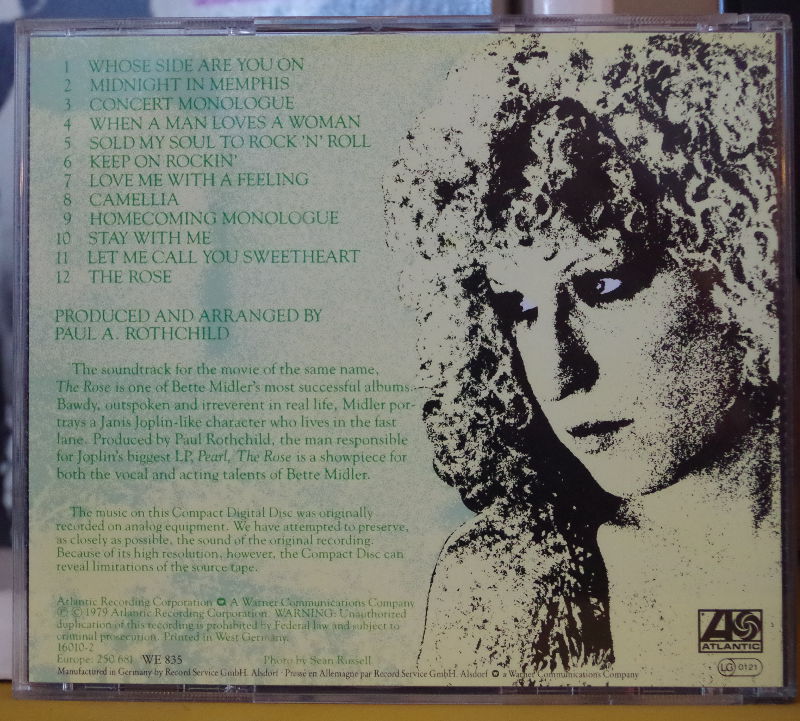 1 WHOSE SIDE ARE YOU ON
2 MIDNIGHT IN MEMPHIS
3 CONCERT MONOLOGUE
4 WHEN A MAN LOVES A WOMAN
5 SOLD MY SOUL TO ROCK 'N' ROLL
6 KEEP ON ROCKIN'
7 LOVE ME WITH A FEELING
8 CAMELLIA
9 HOMECOMING MONOLOGUE
10 STAY WITH ME
11 LET ME CALL YOU SWEETHEART
12 THE ROSE
PRODUCED AND ARRANGED BY
PAUL A. ROTHCHILD
The soundtrack for the movie of the same name,
The Rose is one of Bette Midler's most successful albums.
Bawdy, outspoken and irreverent in real life, Midler por-
trays a Janis Joplin-like character who lives in the fast
lane. Produced by Paul Rothchild, the man responsible
for Joplin's biggest LP, Pearl, The Rose is a showpiece for
both the vocal and acting talents of Bette Midler.
The music on this Compact Digital Disc was originally
recorded on analog equipment. We have attempted to preserve,
as closely as possible, the sound of the original recording.
Because of its high resolution, however, the Compact Disc can
reveal limitations of the source tape.
Atlantic Recording Corporation A Warner Communications Company
℗ © 1979 Atlantic Recording Corporation. WARNING: Unauthorized
duplication of this recording is prohibited by Federal law and subject to
criminal prosecution. Printed in West Germany.
16010-2
Europe: 250 681 WE 835 Photo by Sean Russell
Manufactured in Germany by Record Service GmbH. Alsdorf · Pressé en Allemagne par Record Service GmbH. Alsdorf a Warner Communications Company
ATLANTIC
LC 0121